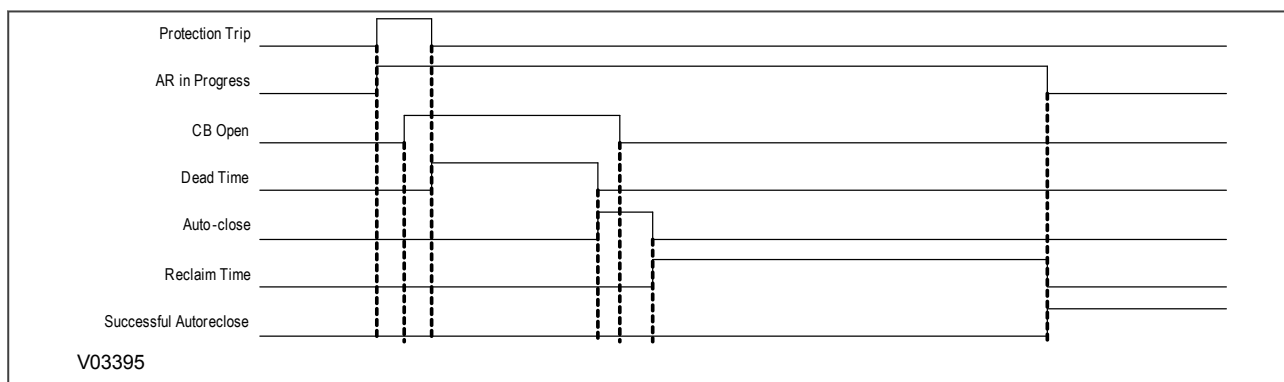 Protection Trip
AR in Progress
CB Open
Dead Time
Auto-close
Reclaim Time
Successful Autoreclose
V03395